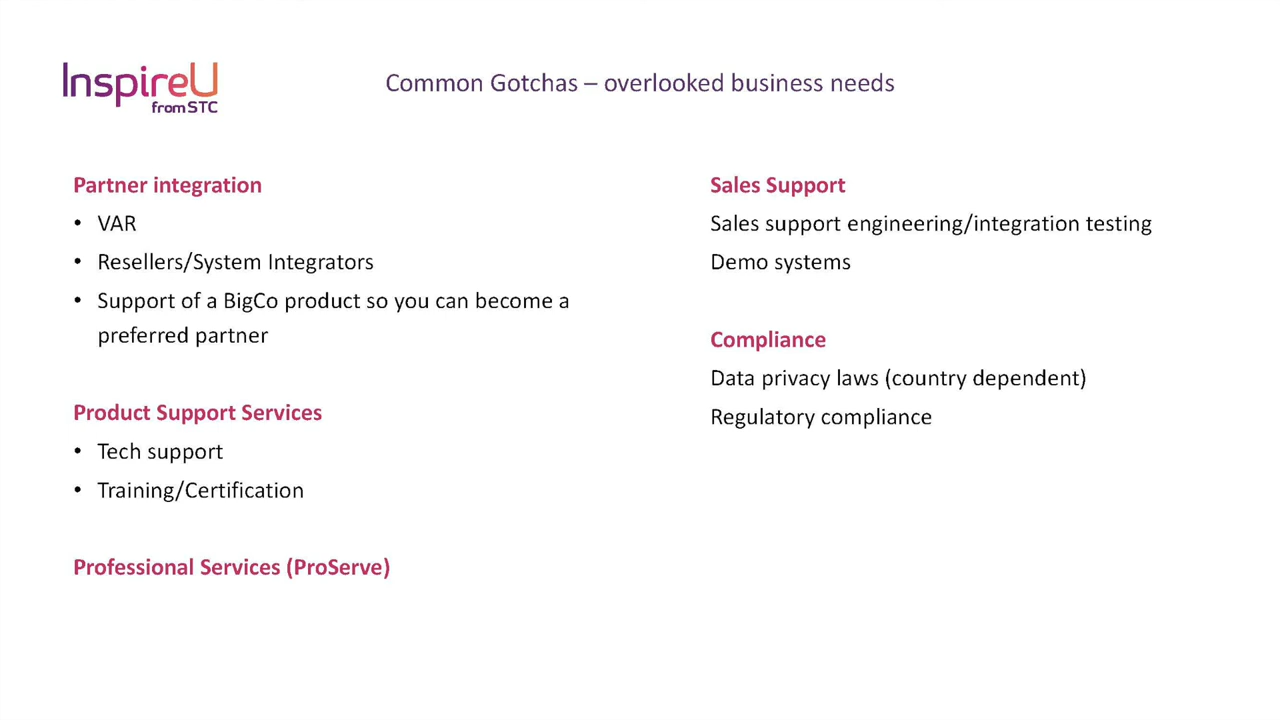 InspireU
from STC
Common Gotchas – overlooked business needs
Partner integration
• VAR
• Resellers/System Integrators
• Support of a BigCo product so you can become a
preferred partner
Product Support Services
• Tech support
• Training/Certification
Professional Services (ProServe)
Sales Support
Sales support engineering/integration testing
Demo systems
Compliance
Data privacy laws (country dependent)
Regulatory compliance